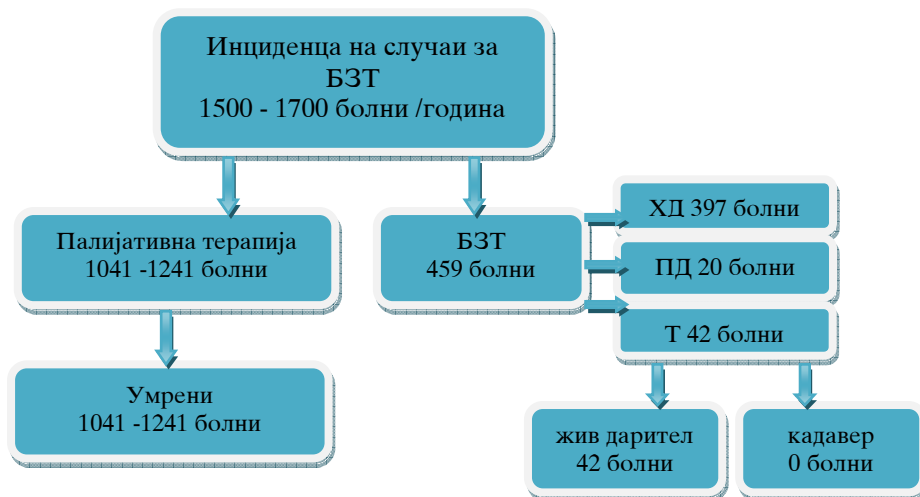 Инциденца на случаи за
БЗТ
1500 - 1700 болни /година
Палијативна терапија
1041 -1241 болни
БЗТ
459 болни
ХД 397 болни
ПД 20 болни
Т 42 болни
Умрени
1041 -1241 болни
жив дарител
42 болни
кадавер
0 болни